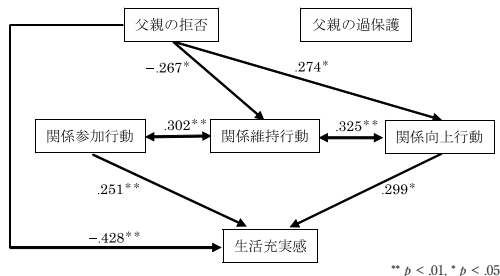 父親の拒否
父親の過保護
−.267*
.274*
関係参加行動
.302**
関係維持行動
.325**
関係向上行動
.251**
.299*
−.428**
生活充実感
** p < .01, * p < .05